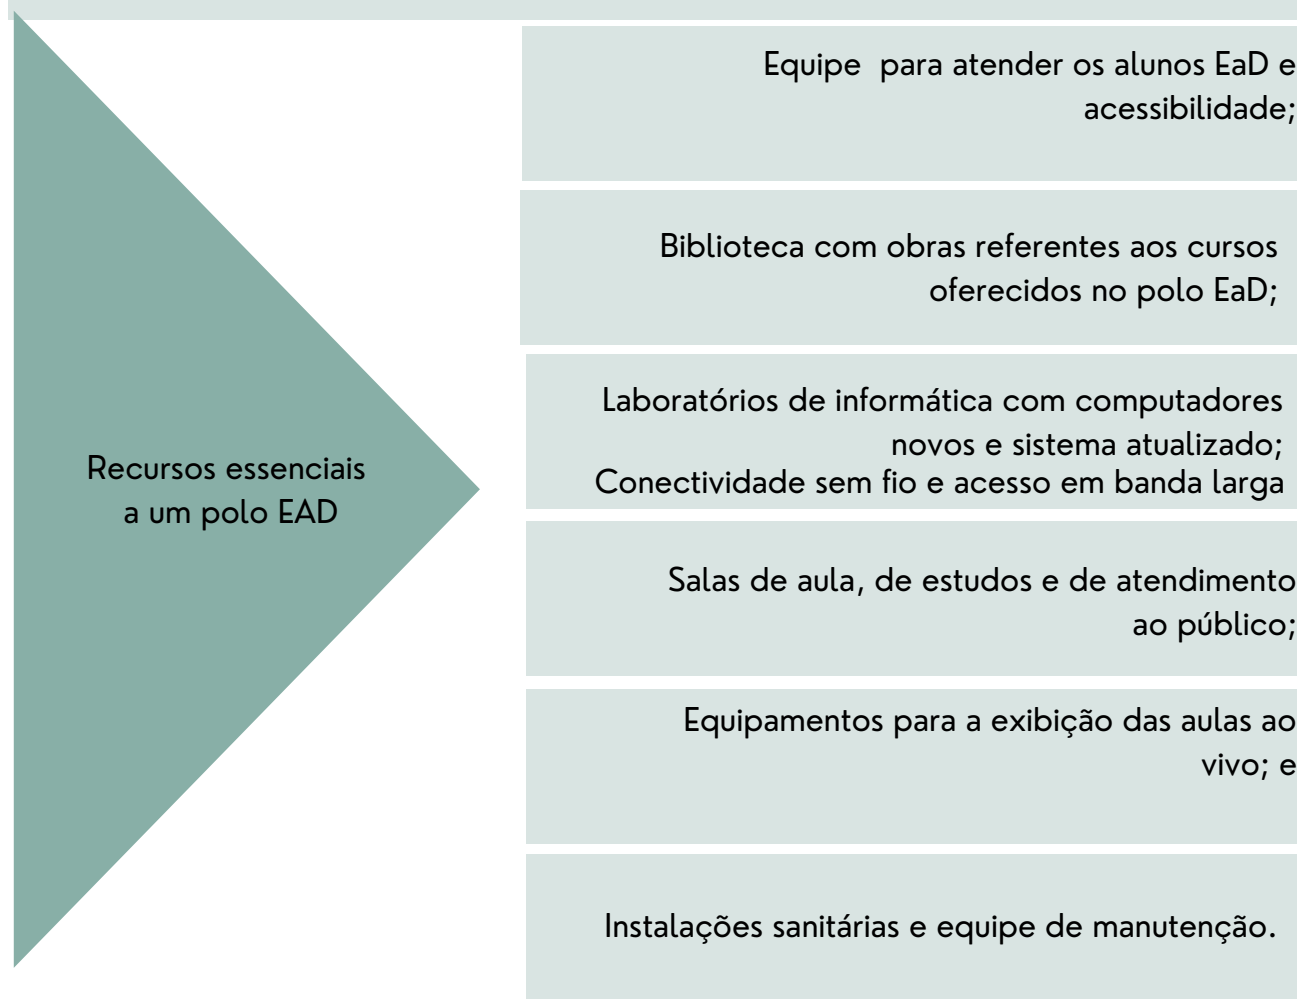 Recursos essenciais
a um polo EAD
Equipe para atender os alunos EaD e
acessibilidade;
Biblioteca com obras referentes aos cursos
oferecidos no polo EaD;
Laboratórios de informática com computadores
novos e sistema atualizado;
Conectividade sem fio e acesso em banda larga
Salas de aula, de estudos e de atendimento
ao público;
Equipamentos para a exibição das aulas ao
vivo; e
Instalações sanitárias e equipe de manutenção.